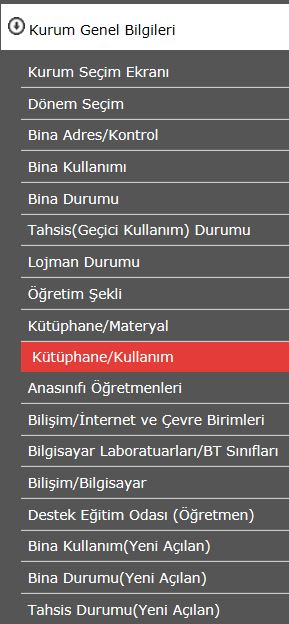 Kurum Genel Bilgileri
Kurum Seçim Ekranı
Dönem Seçim
Bina Adres/Kontrol
Bina Kullanımı
Bina Durumu
Tahsis(Geçici Kullanım) Durumu
Lojman Durumu
Öğretim Şekli
Kütüphane/Materyal
Kütüphane/Kullanım
Anasınıfı Öğretmenleri
Bilişim/İnternet ve Çevre Birimleri
Bilgisayar Laboratuarları/BT Sınıfları
Bilişim/Bilgisayar
Destek Eğitim Odası (Öğretmen)
Bina Kullanım(Yeni Açılan)
Bina Durumu(Yeni Açılan)
Tahsis Durumu(Yeni Açılan)